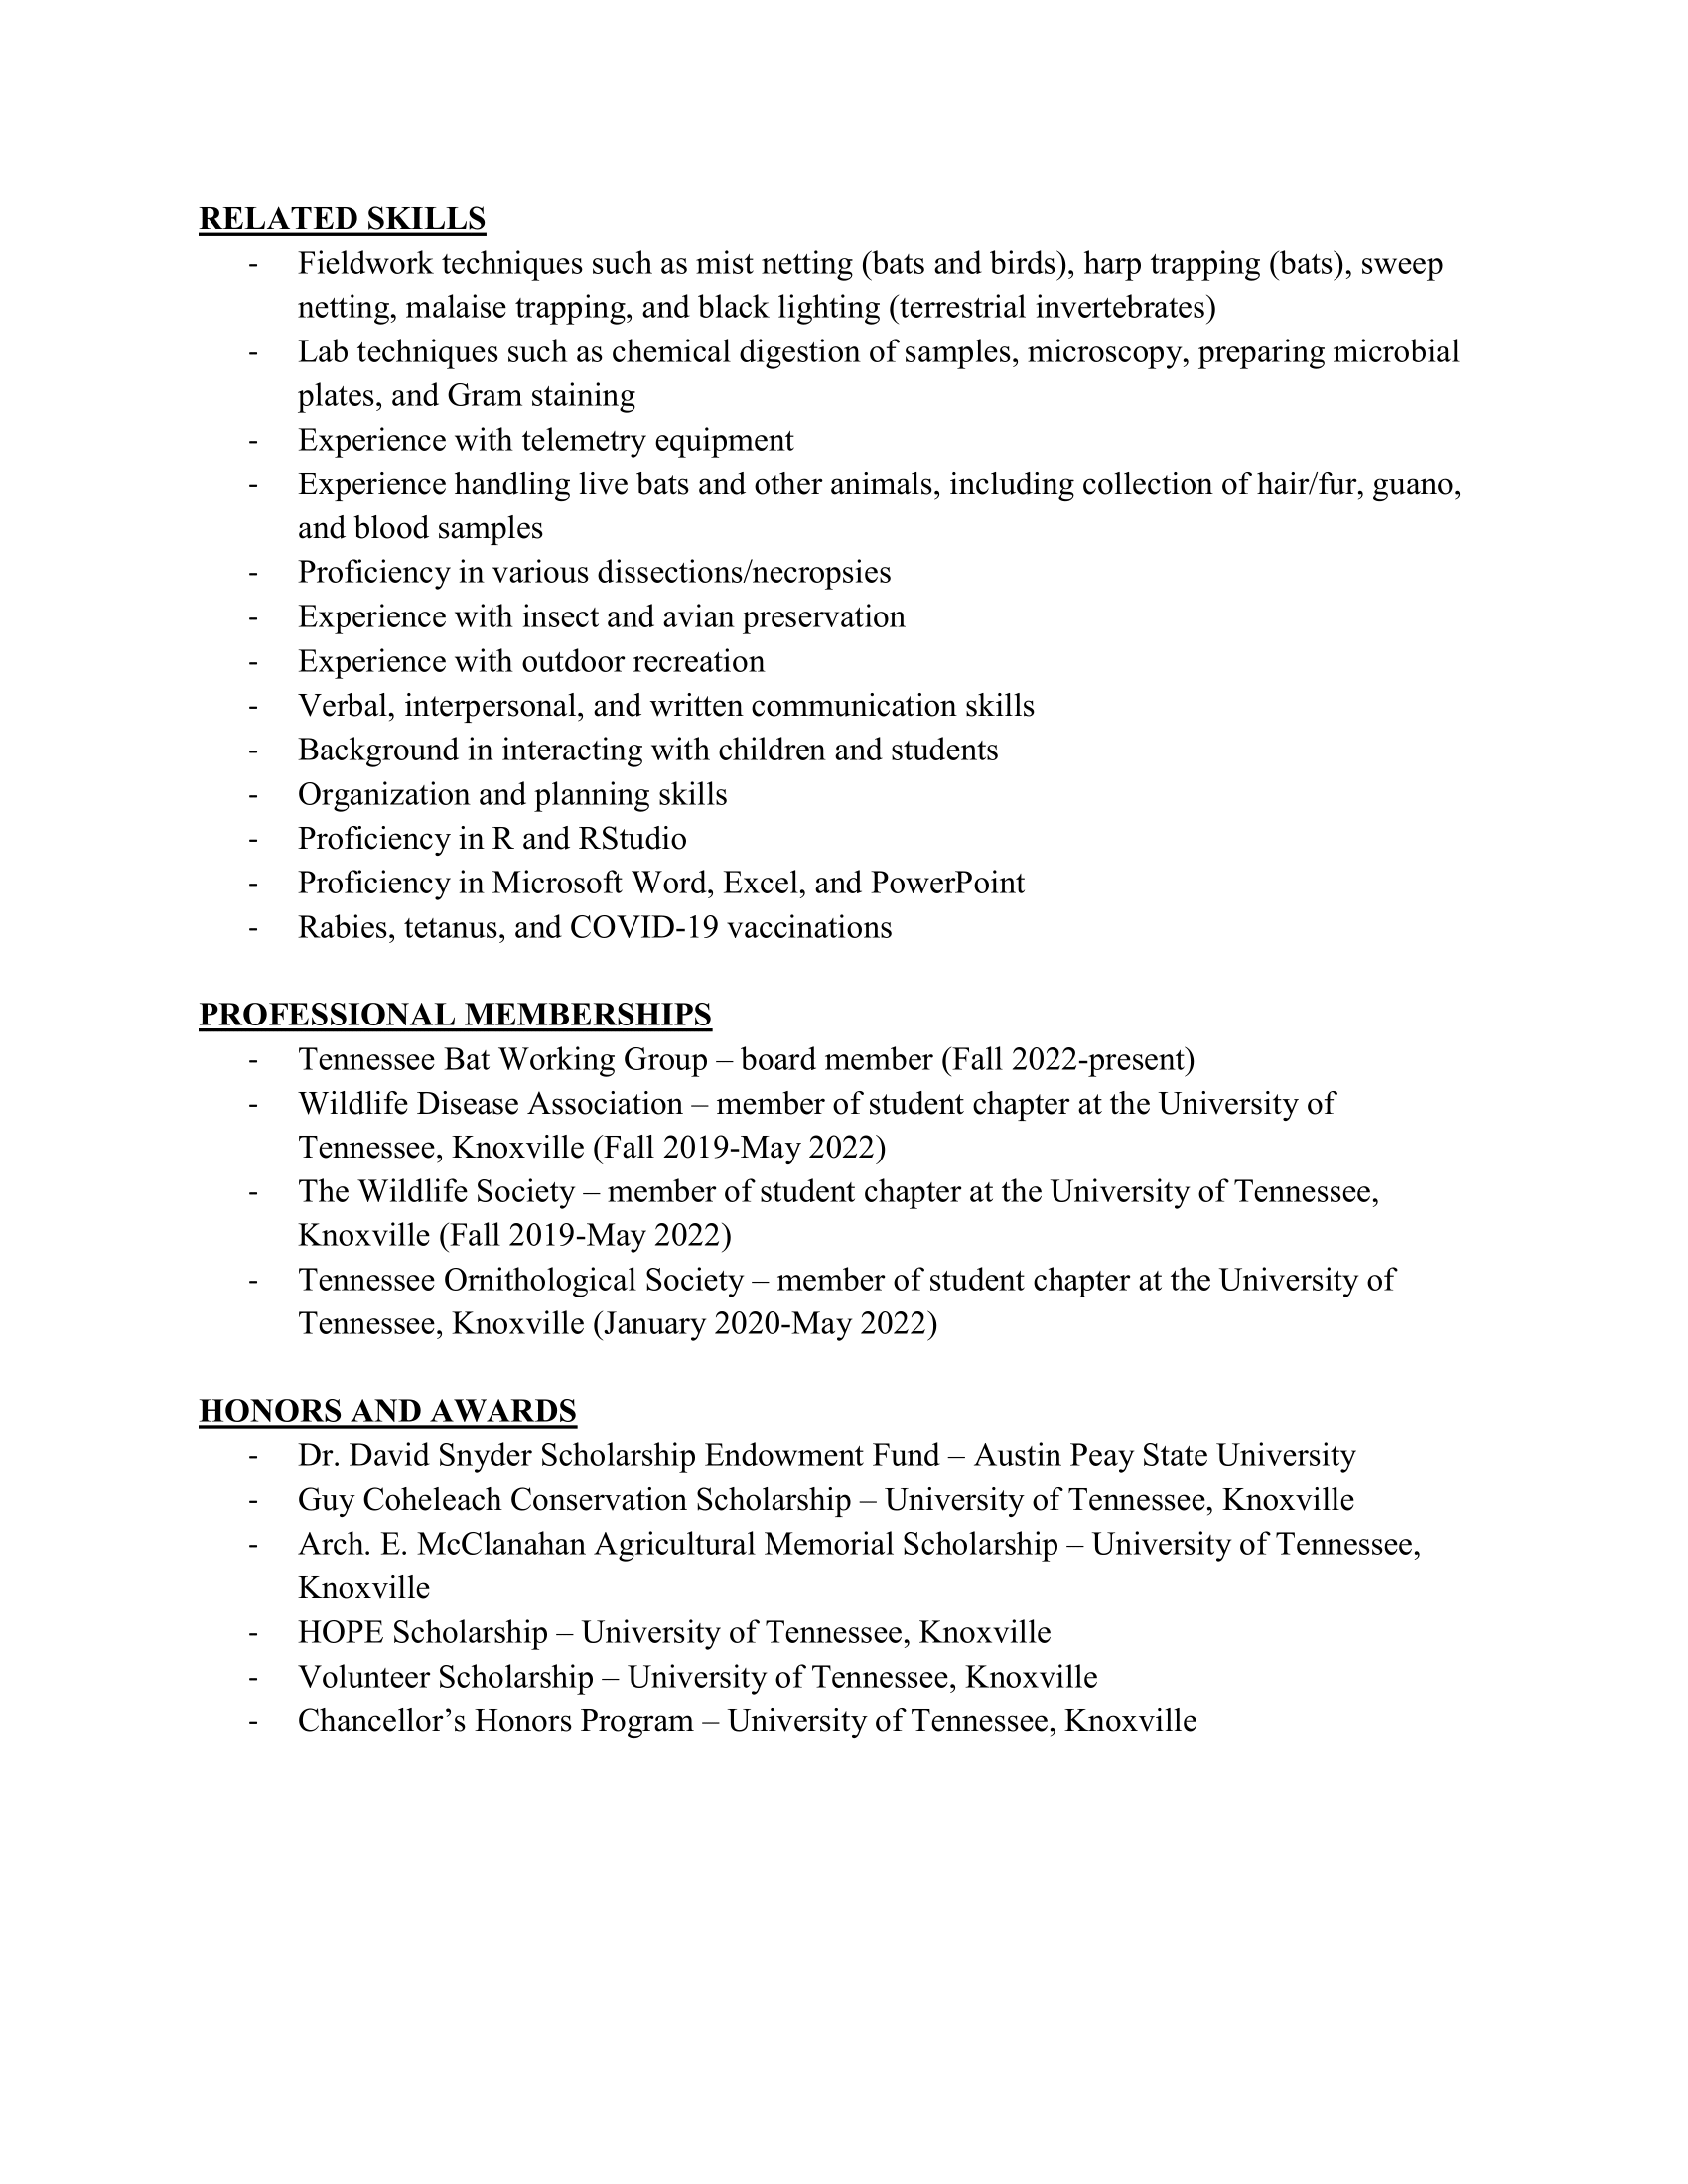 RELATED SKILLS
- Fieldwork techniques such as mist netting (bats and birds), harp trapping (bats), sweep
netting, malaise trapping, and black lighting (terrestrial invertebrates)
- Lab techniques such as chemical digestion of samples, microscopy, preparing microbial
plates, and Gram staining
- Experience with telemetry equipment
- Experience handling live bats and other animals, including collection of hair/fur, guano,
and blood samples
- Proficiency in various dissections/necropsies
- Experience with insect and avian preservation
- Experience with outdoor recreation
- Verbal, interpersonal, and written communication skills
- Background in interacting with children and students
- Organization and planning skills
- Proficiency in R and RStudio
- Proficiency in Microsoft Word, Excel, and PowerPoint
- Rabies, tetanus, and COVID-19 vaccinations
PROFESSIONAL MEMBERSHIPS
- Tennessee Bat Working Group – board member (Fall 2022-present)
- Wildlife Disease Association – member of student chapter at the University of
Tennessee, Knoxville (Fall 2019-May 2022)
- The Wildlife Society – member of student chapter at the University of Tennessee,
Knoxville (Fall 2019-May 2022)
- Tennessee Ornithological Society – member of student chapter at the University of
Tennessee, Knoxville (January 2020-May 2022)
HONORS AND AWARDS
- Dr. David Snyder Scholarship Endowment Fund – Austin Peay State University
- Guy Coheleach Conservation Scholarship – University of Tennessee, Knoxville
- Arch. E. McClanahan Agricultural Memorial Scholarship – University of Tennessee,
Knoxville
- HOPE Scholarship – University of Tennessee, Knoxville
- Volunteer Scholarship – University of Tennessee, Knoxville
- Chancellor’s Honors Program – University of Tennessee, Knoxville